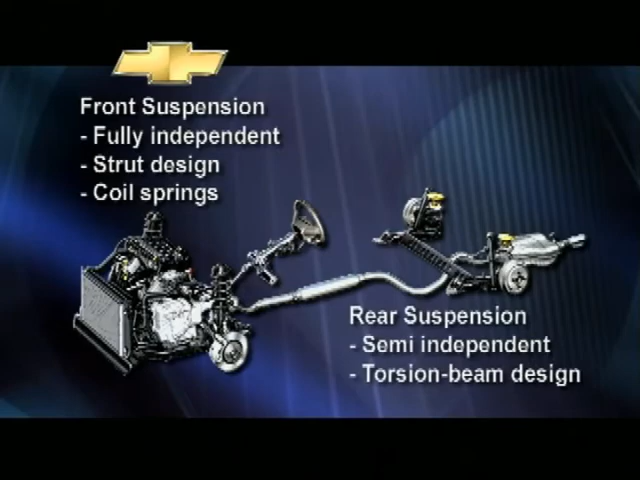 Front Suspension
- Fully independent
- Strut design
- Coil springs
Rear Suspension
- Semi independent
- Torsion-beam design